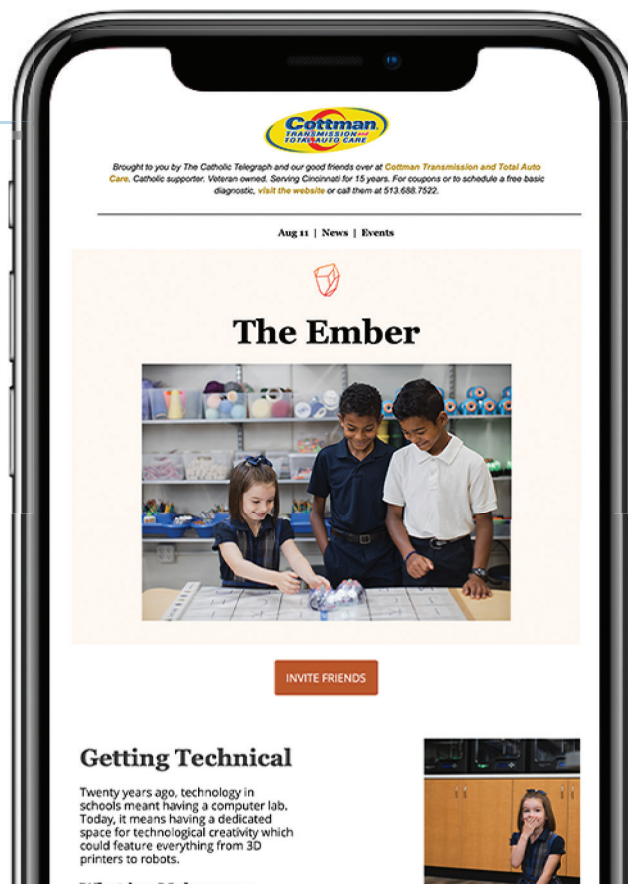 Cottman
TRANSMISSION and
TOTAL AUTO CARE
Brought to you by The Catholic Telegraph and our good friends over at Cottman Transmission and Total Auto
Care. Catholic supporter. Veteran owned. Serving Cincinnati for 15 years. For coupons or to schedule a free basic
diagnostic, visit the website or call them at 513.688.7522.
Aug 11 | News | Events
The Ember
INVITE FRIENDS
Getting Technical
Twenty years ago, technology in
schools meant having a computer lab.
Today, it means having a dedicated
space for technological creativity which
could feature everything from 3D
printers to robots.